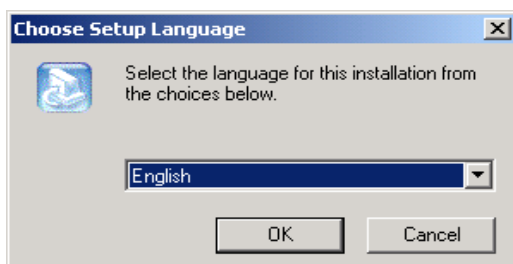 Choose Setup Language
Select the language for this installation from
the choices below.
English
OK
Cancel